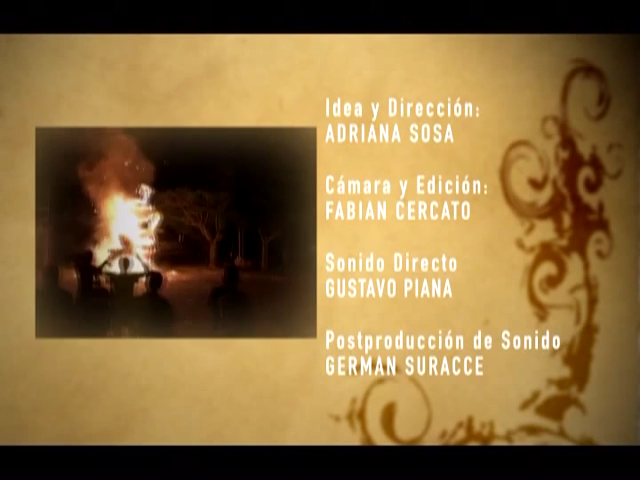 Idea y Dirección:
ADRIANA SOSA
Cámara y Edición:
FABIAN CERCATO
Sonido Directo
GUSTAVO PIANA
Postproducción de Sonido
GERMAN SURACCE